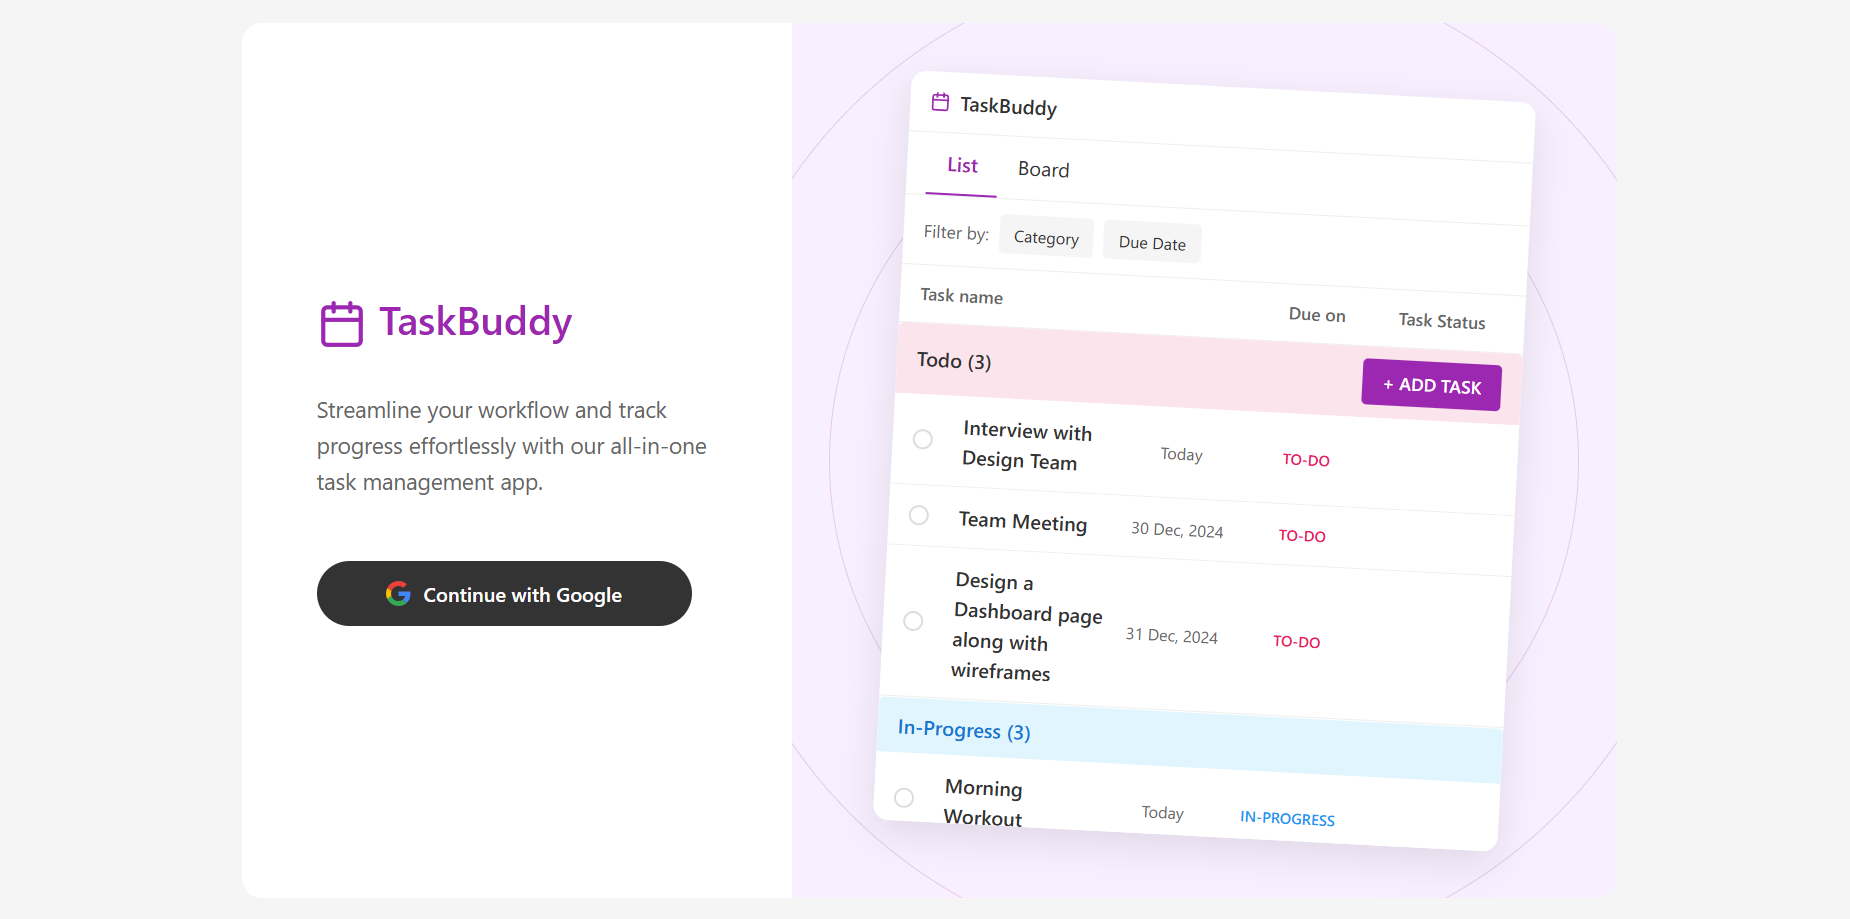 TaskBuddy
Streamline your workflow and track
progress effortlessly with our all-in-one
task management app.
Continue with Google
TaskBuddy
List Board
Filter by: Category Due Date
Task name Due on Task Status
Todo (3) + ADD TASK
Interview with
Design Team
Today TO-DO
Team Meeting 30 Dec, 2024 TO-DO
Design a
Dashboard page
along with
wireframes
31 Dec, 2024 TO-DO
In-Progress (3)
Morning
Workout
Today IN-PROGRESS